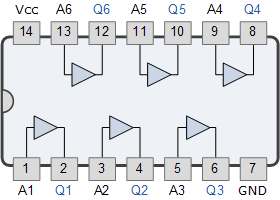 Vcc A6 Q6 A5 Q5 A4 Q4
14 13 12 11 10 9 8
1 2 3 4 5 6 7
A1 Q1 A2 Q2 A3 Q3 GND